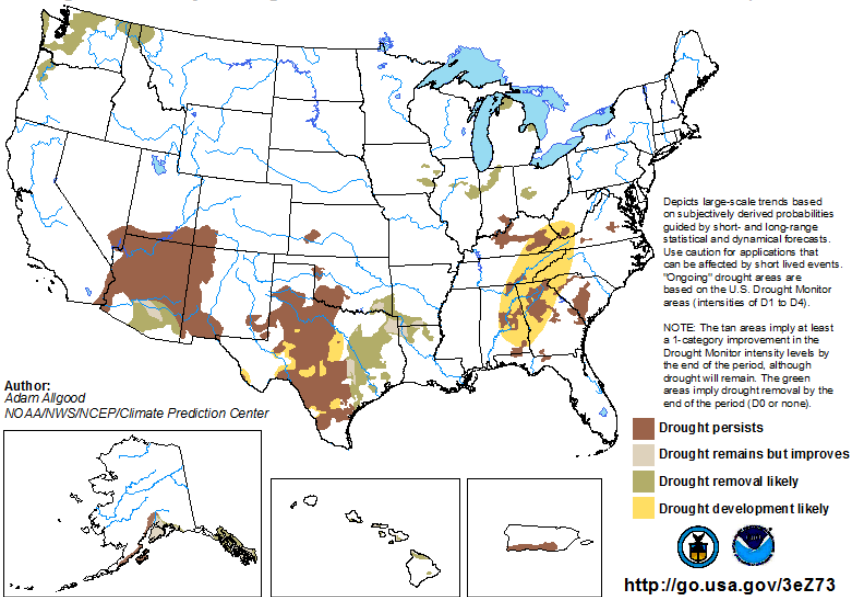 Depicts large-scale trends based
on subjectively derived probabilities
guided by short- and long-range
statistical and dynamical forecasts.
Use caution for applications that
can be affected by short lived events.
"Ongoing" drought areas are
based on the U.S. Drought Monitor
areas (intensities of D1 to D4).
NOTE: The tan areas imply at least
a 1-category improvement in the
Drought Monitor intensity levels by
the end of the period, although
drought will remain. The green
areas imply drought removal by the
end of the period (D0 or none).
Author:
Adam Allgood
NOAA/NWS/NCEP/Climate Prediction Center
Drought persists
Drought remains but improves
Drought removal likely
Drought development likely
http://go.usa.gov/3eZ73